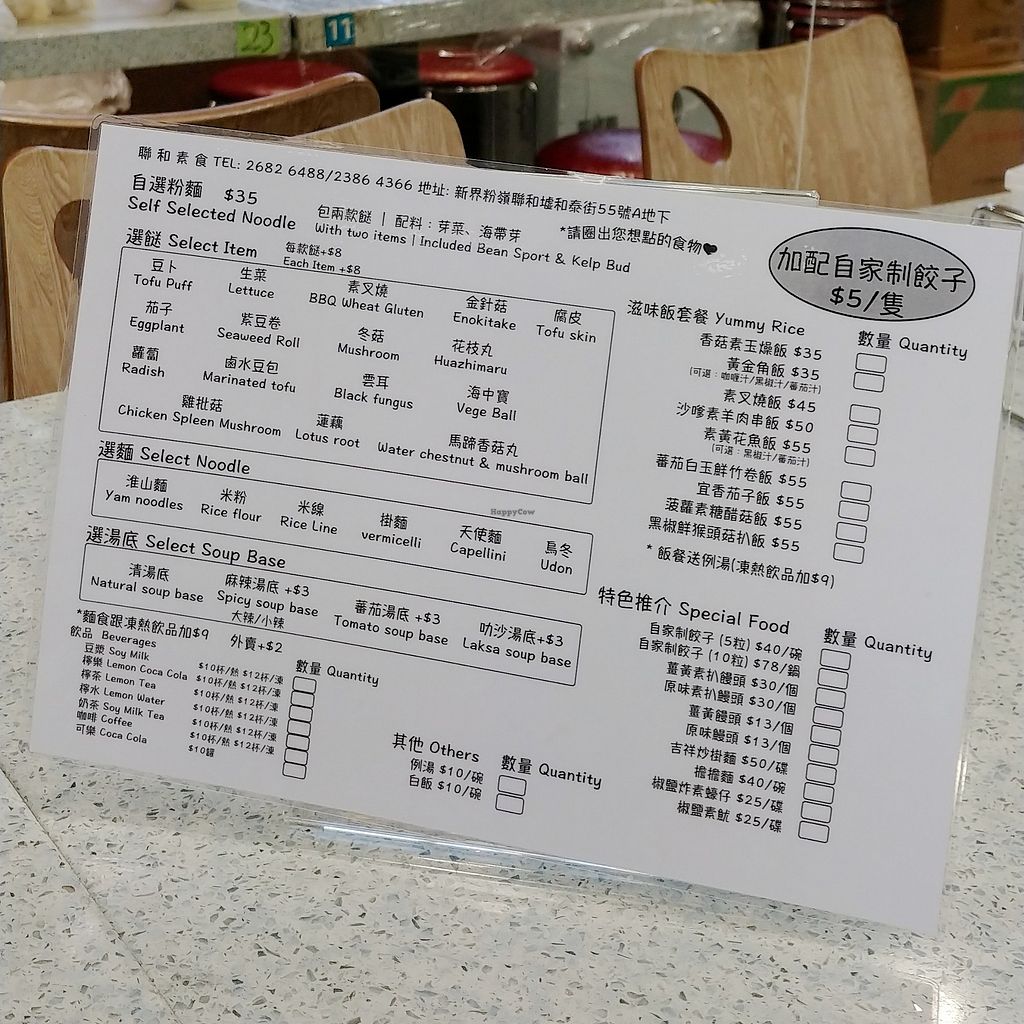 23
11
聯和素食 TEL: 2682 6488/2386 4366 地址: 新界粉嶺聯和墟和泰街55號A地下
自選粉麵 $35
Self Selected Noodle
包兩款餸 | 配料：芽菜、海帶芽
With two items | Included Bean Sport & Kelp Bud
*請圈出您想點的食物
選餸 Select Item
每款餸+$8
Each Item +$8
豆卜 生菜 素叉燒 金針菇 腐皮
Tofu Puff Lettuce BBQ Wheat Gluten Enokitake Tofu skin
茄子 紫豆卷 冬菇 花枝丸
Eggplant Seaweed Roll Mushroom Huazhimaru
蘿蔔 鹵水豆包 雲耳 海中寶
Radish Marinated tofu Black fungus Vege Ball
雞枇菇 蓮藕 馬蹄香菇丸
Chicken Spleen Mushroom Lotus root Water chestnut & mushroom ball
選麵 Select Noodle
淮山麵 米粉 米線 掛麵 天使麵 烏冬
Yam noodles Rice flour Rice Line vermicelli Capellini Udon
選湯底 Select Soup Base
清湯底 麻辣湯底 +$3 蕃茄湯底 +$3 叻沙湯底+$3
Natural soup base Spicy soup base Tomato soup base Laksa soup base
大辣/小辣
*麵食跟凍熱飲品加$9 外賣+$2
飲品 Beverages 數量 Quantity
豆漿 Soy Milk $10杯/熱 $12杯/凍
檸樂 Lemon Coca Cola $10杯/熱 $12杯/凍
檸茶 Lemon Tea $10杯/熱 $12杯/凍
檸水 Lemon Water $10杯/熱 $12杯/凍
奶茶 Soy Milk Tea $10杯/熱 $12杯/凍
咖啡 Coffee $10杯/熱 $12杯/凍
可樂 Coca Cola $10罐
其他 Others 數量 Quantity
例湯 $10/碗
白飯 $10/碗
加配自家制餃子
$5/隻
滋味飯套餐 Yummy Rice 數量 Quantity
香菇素玉燥飯 $35
黃金角飯 $35
(可選：咖喱汁/黑椒汁/蕃茄汁)
素叉燒飯 $45
沙嗲素羊肉串飯 $50
素黃花魚飯 $55
(可選：黑椒汁/蕃茄汁)
蕃茄白玉鮮竹卷飯 $55
宜香茄子飯 $55
菠蘿素糖醋菇飯 $55
黑椒鮮猴頭菇扒飯 $55
* 飯餐送例湯(凍熱飲品加$9)
特色推介 Special Food 數量 Quantity
自家制餃子 (5粒) $40/碗
自家制餃子 (10粒) $78/鍋
薑黃素扒饅頭 $30/個
原味素扒饅頭 $30/個
薑黃饅頭 $13/個
原味饅頭 $13/個
吉祥炒掛麵 $50/碟
擔擔麵 $40/碗
椒鹽炸素蠔仔 $25/碟
椒鹽素魷 $25/碟
HappyCow